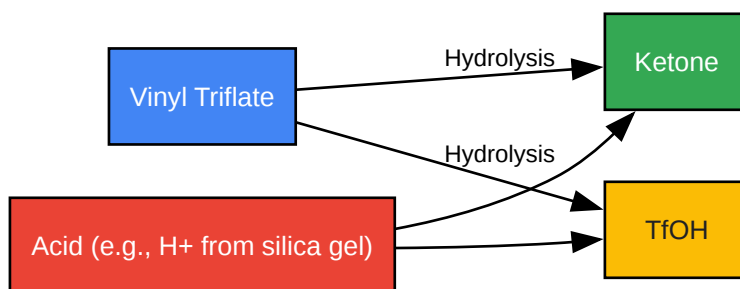 Hydrolysis
Ketone
Vinyl Triflate
Hydrolysis
TfOH
Acid (e.g., H+ from silica gel)